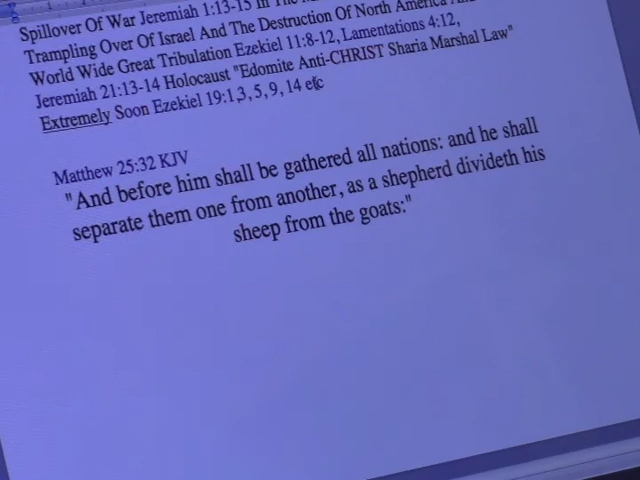 Spillover Of War Jeremiah 1:13-15 In The
Trampling Over Of Israel And The Destruction Of North America
World Wide Great Tribulation Ezekiel 11:8-12, Lamentations 4:12,
Jeremiah 21:13-14 Holocaust "Edomite Anti-CHRIST Sharia Marshal Law"
Extremely Soon Ezekiel 19:1,3, 5, 9, 14 etc
Matthew 25:32 KJV
"And before him shall be gathered all nations: and he shall
separate them one from another, as a shepherd divideth his
sheep from the goats:"